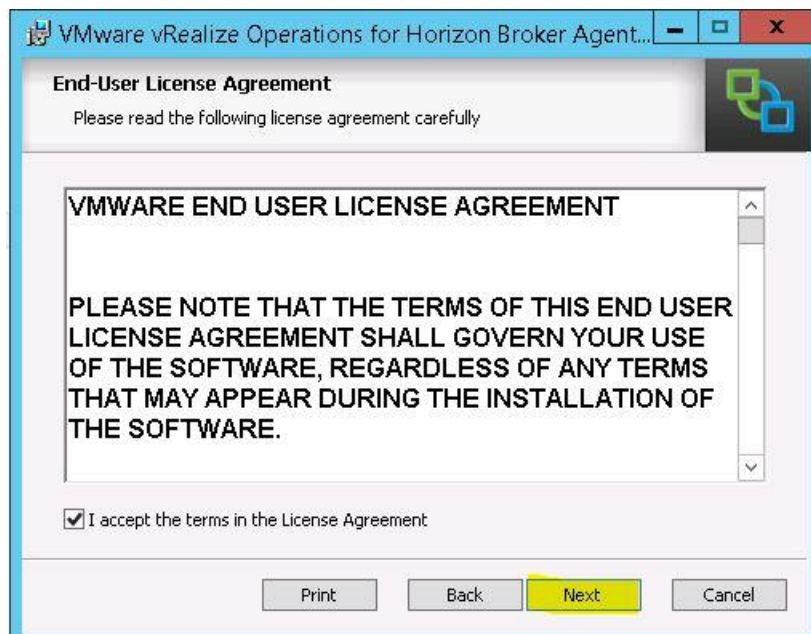 VMware vRealize Operations for Horizon Broker Agent...
End-User License Agreement
Please read the following license agreement carefully
VMWARE END USER LICENSE AGREEMENT
PLEASE NOTE THAT THE TERMS OF THIS END USER
LICENSE AGREEMENT SHALL GOVERN YOUR USE
OF THE SOFTWARE, REGARDLESS OF ANY TERMS
THAT MAY APPEAR DURING THE INSTALLATION OF
THE SOFTWARE.
I accept the terms in the License Agreement
Print Back Next Cancel